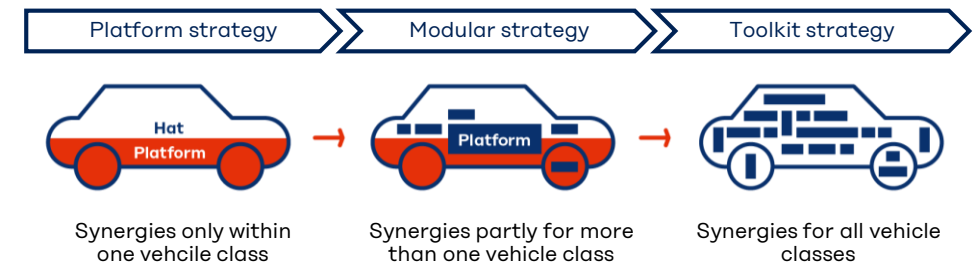 Platform strategy
Modular strategy
Toolkit strategy
Hat
Platform
Platform
Synergies only within
one vehcile class
Synergies partly for more
than one vehicle class
Synergies for all vehicle
classes